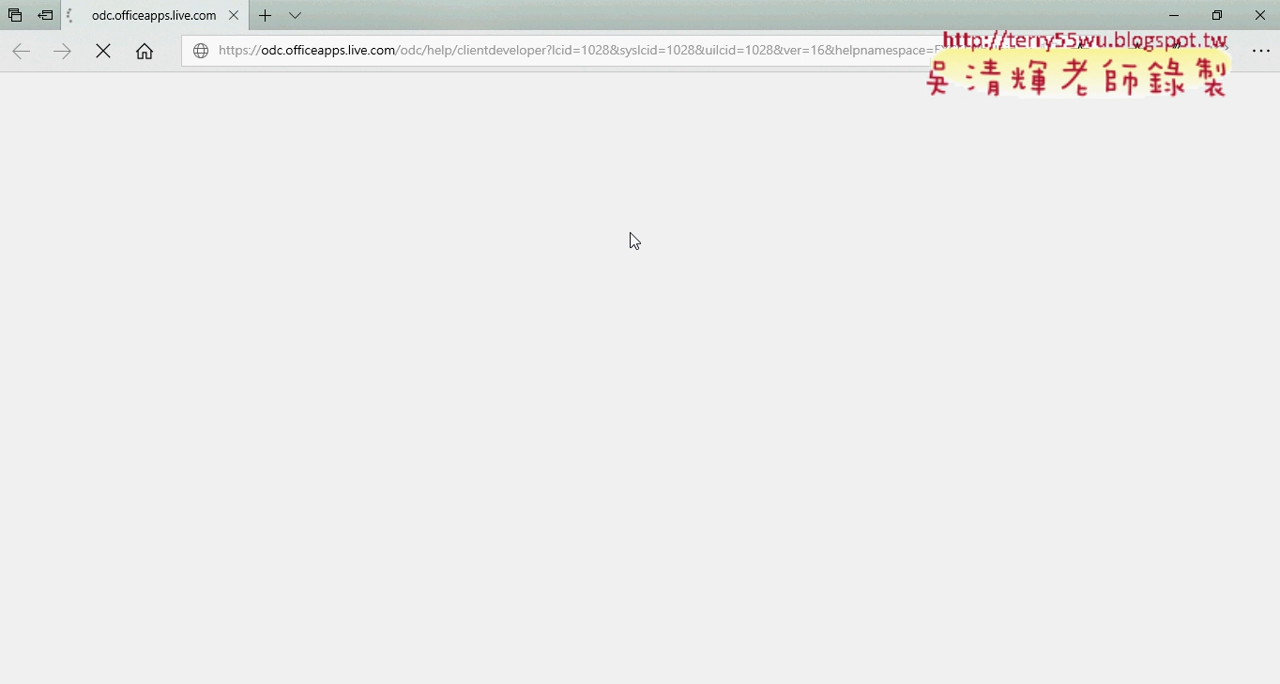 odc.officeapps.live.com
https://odc.officeapps.live.com/odc/help/clientdeveloper?lcid=1028&syslcid=1028&uilcid=1028&ver=16&helpnamespace=
http://terry55wu.blogspot.tw
吳清輝老師錄製